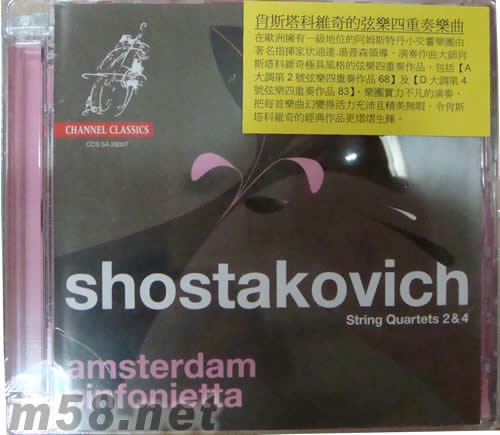 肖斯塔科維奇的弦樂四重奏樂曲
在歐洲擁有一級地位的阿姆斯特丹小交響樂團由
著名指揮家坎迪達.湯普森領導，演奏作曲大師肖
斯塔科維奇極具風格的弦樂四重奏作品，包括【A
大調第2號弦樂四重奏作品68】及【D大調第4
號弦樂四重奏作品83】，樂團實力不凡的演奏，
把每首樂曲幻變得活力充沛且精美無暇，令肖斯
塔科維奇的經典作品更熠熠生輝。
CHANNEL CLASSICS
CCS SA 26007
shostakovich
String Quartets 2 & 4
amsterdam
sinfonietta
m58.net